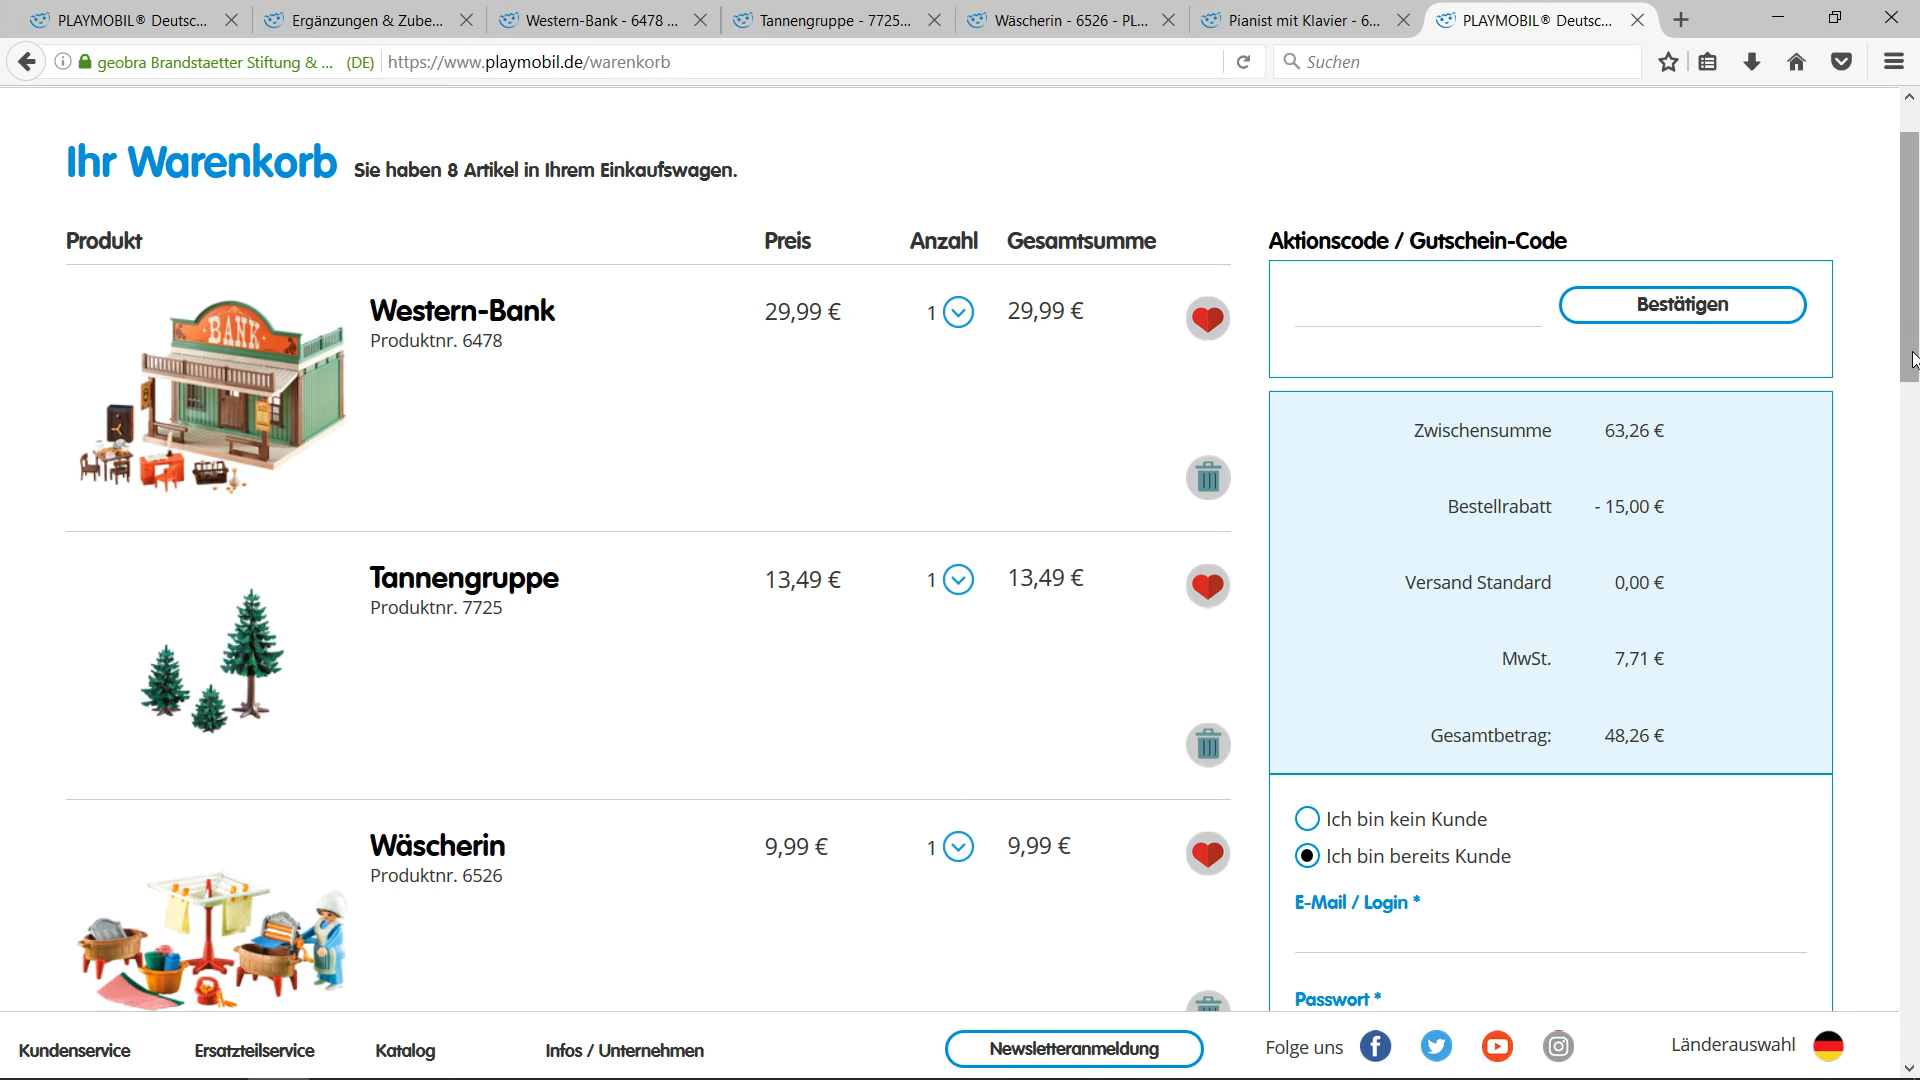 PLAYMOBIL® Deutsc...
Ergänzungen & Zube...
Western-Bank - 6478 ...
Tannengruppe - 7725...
Wäscherin - 6526 - PL...
Pianist mit Klavier - 6...
PLAYMOBIL® Deutsc...
geobra Brandstaetter Stiftung & ... (DE)
https://www.playmobil.de/warenkorb
Suchen
Ihr Warenkorb
Sie haben 8 Artikel in Ihrem Einkaufswagen.
Produkt
Preis
Anzahl
Gesamtsumme
Western-Bank
Produktnr. 6478
29,99 €
1
29,99 €
BANK
Tannengruppe
Produktnr. 7725
13,49 €
1
13,49 €
Wäscherin
Produktnr. 6526
9,99 €
1
9,99 €
Aktionscode / Gutschein-Code
Bestätigen
Zwischensumme 63,26 €
Bestellrabatt - 15,00 €
Versand Standard 0,00 €
MwSt. 7,71 €
Gesamtbetrag: 48,26 €
Ich bin kein Kunde
Ich bin bereits Kunde
E-Mail / Login *
Passwort *
Kundenservice
Ersatzteilservice
Katalog
Infos / Unternehmen
Newsletteranmeldung
Folge uns
Länderauswahl